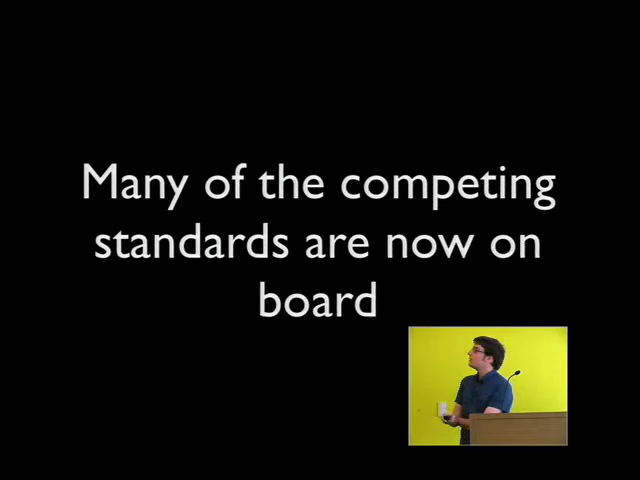 Many of the competing
standards are now on
board